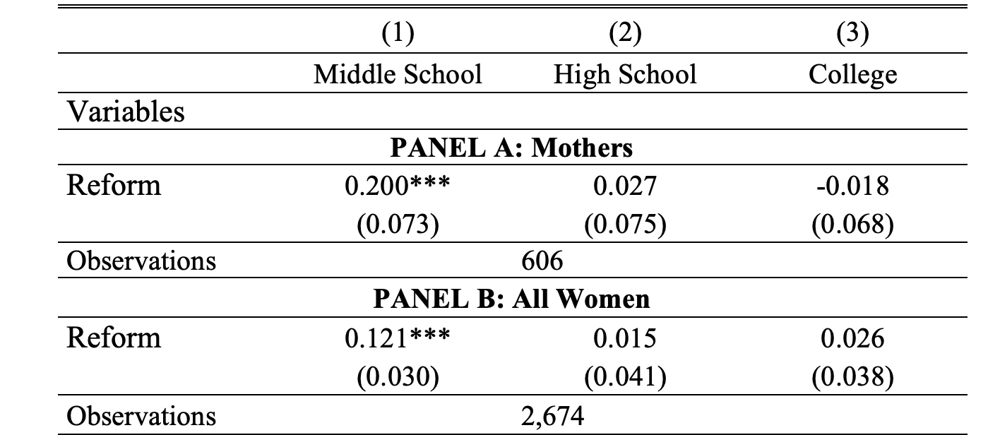 (1) (2) (3)
Middle School High School College
Variables
PANEL A: Mothers
Reform 0.200*** 0.027 -0.018
(0.073) (0.075) (0.068)
Observations 606
PANEL B: All Women
Reform 0.121*** 0.015 0.026
(0.030) (0.041) (0.038)
Observations 2,674